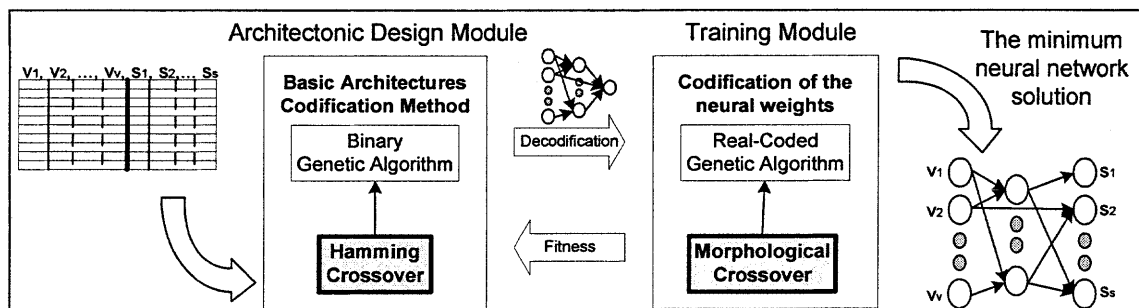 Architectonic Design Module
Training Module
The minimum
neural network
solution
V1, V2, ..., Vv, S1, S2,... Ss
Basic Architectures
Codification Method
Binary
Genetic Algorithm
Hamming
Crossover
Decodification
Fitness
Codification of the
neural weights
Real-Coded
Genetic Algorithm
Morphological
Crossover
V1
V2
Vv
S1
S2
Ss